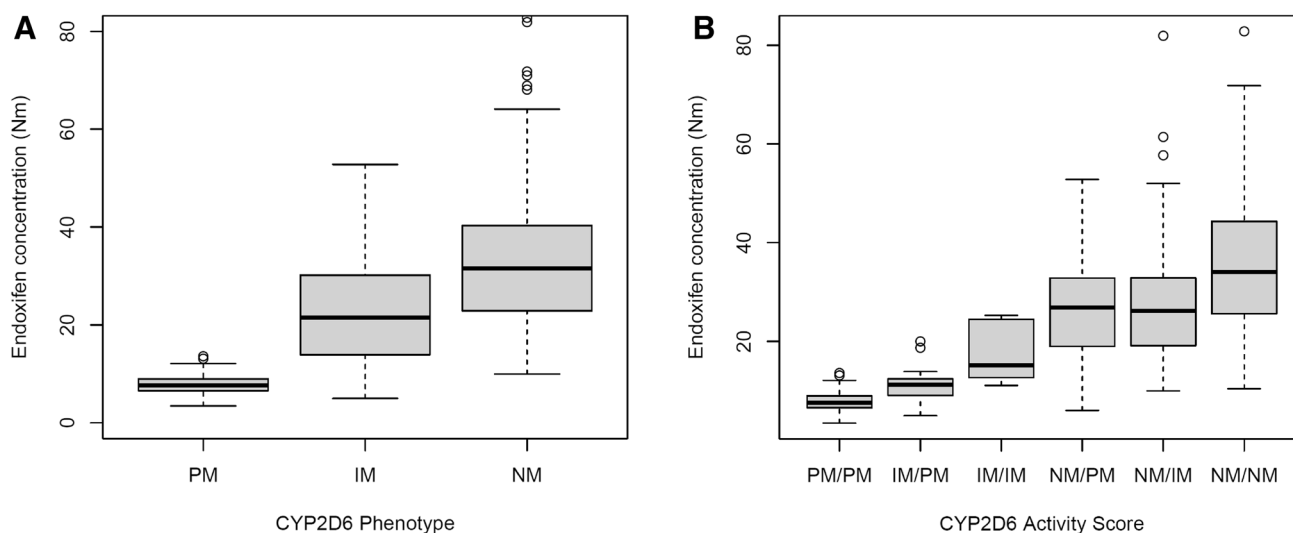 A
Endoxifen concentration (Nm)
80
60
40
20
0
PM IM NM
CYP2D6 Phenotype
B
Endoxifen concentration (Nm)
80
60
40
20
PM/PM IM/PM IM/IM NM/PM NM/IM NM/NM
CYP2D6 Activity Score